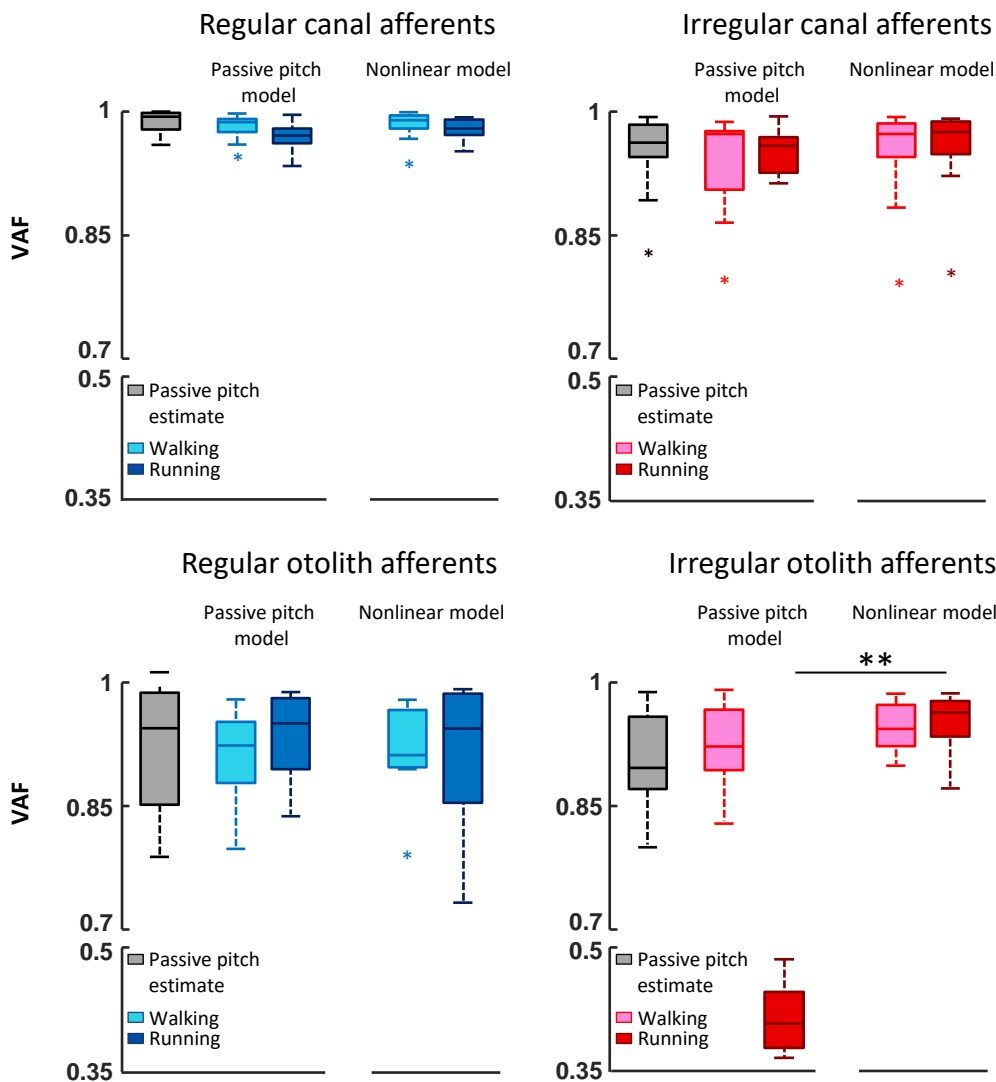 Regular canal afferents
Passive pitch
model
Nonlinear model
VAF
1
*
*
0.85
0.7
0.5
Passive pitch
estimate
Walking
Running
0.35
Irregular canal afferents
Passive pitch
model
Nonlinear model
1
0.85
*
*
*
*
0.7
0.5
Passive pitch
estimate
Walking
Running
0.35
Regular otolith afferents
Passive pitch
model
Nonlinear model
VAF
1
0.85
*
0.7
0.5
Passive pitch
estimate
Walking
Running
0.35
Irregular otolith afferents
Passive pitch
model
Nonlinear model
**
1
0.85
0.7
0.5
Passive pitch
estimate
Walking
Running
0.35